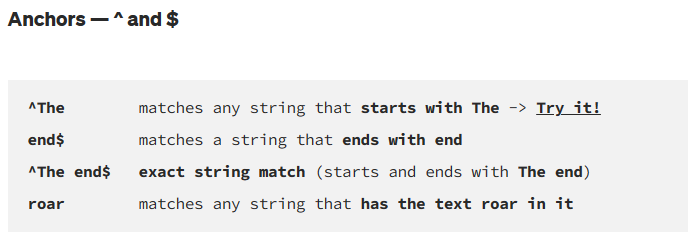 Anchors — ^ and $
^The matches any string that starts with The -> Try it!
end$ matches a string that ends with end
^The end$ exact string match (starts and ends with The end)
roar matches any string that has the text roar in it